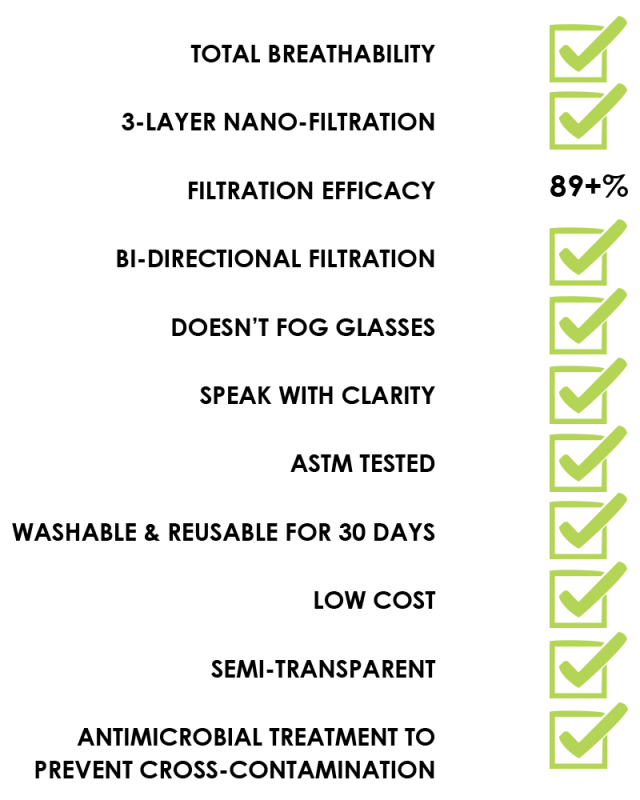 TOTAL BREATHABILITY
3-LAYER NANO-FILTRATION
FILTRATION EFFICACY 89+%
BI-DIRECTIONAL FILTRATION
DOESN'T FOG GLASSES
SPEAK WITH CLARITY
ASTM TESTED
WASHABLE & REUSABLE FOR 30 DAYS
LOW COST
SEMI-TRANSPARENT
ANTIMICROBIAL TREATMENT TO
PREVENT CROSS-CONTAMINATION